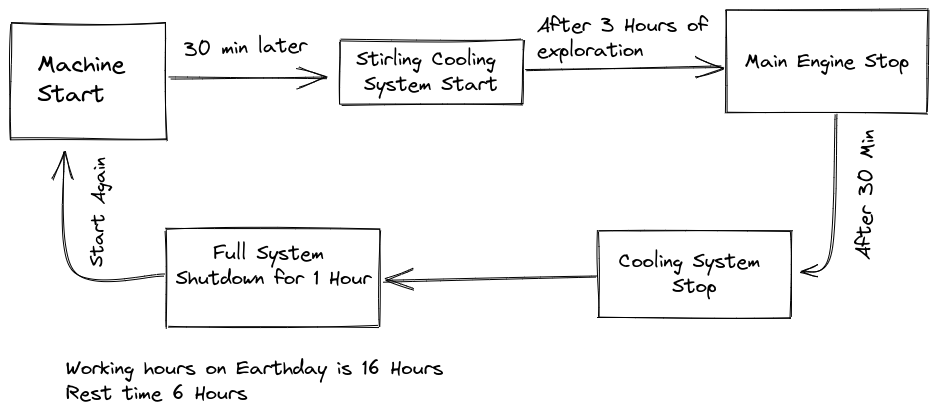 Machine
Start
30 min later
Stirling Cooling
System Start
After 3 Hours of
exploration
Main Engine Stop
After 30 Min
Cooling System
Stop
Full System
Shutdown for 1 Hour
Start Again
Working hours on Earthday is 16 Hours
Rest time 6 Hours